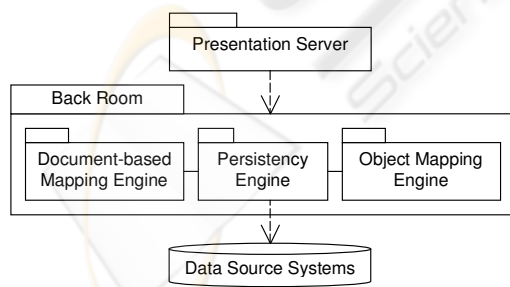 Presentation Server
Back Room
Document-based
Mapping Engine
Persistency
Engine
Object Mapping
Engine
Data Source Systems